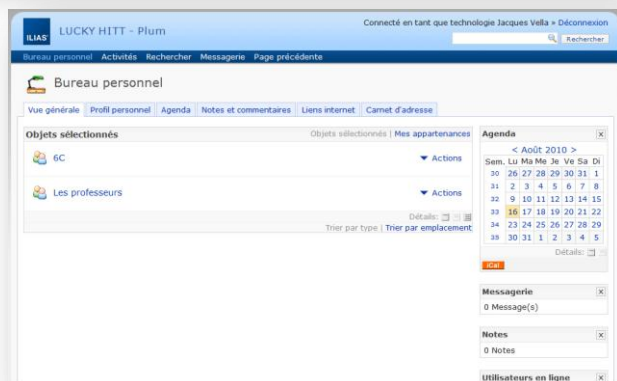 Connecté en tant que technologie Jacques Vella » Déconnexion
ILIAS LUCKY HITT - Plum
Rechercher
Bureau personnel Activités Rechercher Messagerie Page précédente
Bureau personnel
Vue générale Profil personnel Agenda Notes et commentaires Liens internet Carnet d'adresse
Objets sélectionnés Objets sélectionnés | Mes appartenances
6C Actions
Les professeurs Actions
Détails:
Trier par type | Trier par emplacement
Agenda
< Août 2010 >
Sem. Lu Ma Me Je Ve Sa Di
30 26 27 28 29 30 31 1
31 2 3 4 5 6 7 8
32 9 10 11 12 13 14 15
33 16 17 18 19 20 21 22
34 23 24 25 26 27 28 29
35 30 31 1 2 3 4 5
Détails:
iCal
Messagerie
0 Message(s)
Notes
0 Notes
Utilisateurs en ligne